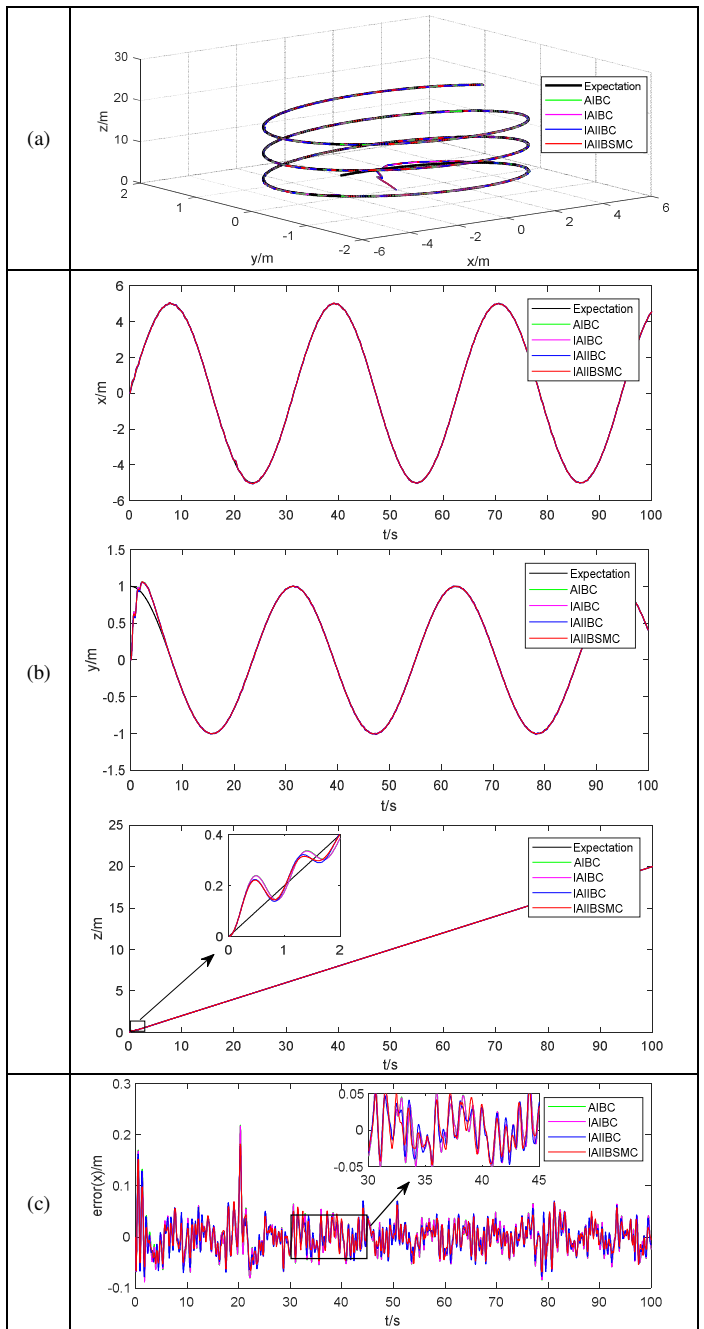 (a)
30
20
10
0
z/m
2
1
0
-1
-2
y/m
-6
-4
-2
0
2
4
6
x/m
Expectation
AIBC
IAIBC
IAIIBC
IAIIBSMC
(b)
6
4
2
0
-2
-4
-6
x/m
0 10 20 30 40 50 60 70 80 90 100
t/s
Expectation
AIBC
IAIBC
IAIIBC
IAIIBSMC
1.5
1
0.5
0
-0.5
-1
-1.5
y/m
0 10 20 30 40 50 60 70 80 90 100
t/s
Expectation
AIBC
IAIBC
IAIIBC
IAIIBSMC
25
20
15
10
5
0
z/m
0.4
0.2
0
0 1 2
0 10 20 30 40 50 60 70 80 90 100
t/s
Expectation
AIBC
IAIBC
IAIIBC
IAIIBSMC
(c)
0.3
0.2
0.1
0
-0.1
error(x)/m
0.05
0
-0.05
30 35 40 45
0 10 20 30 40 50 60 70 80 90 100
t/s
AIBC
IAIBC
IAIIBC
IAIIBSMC